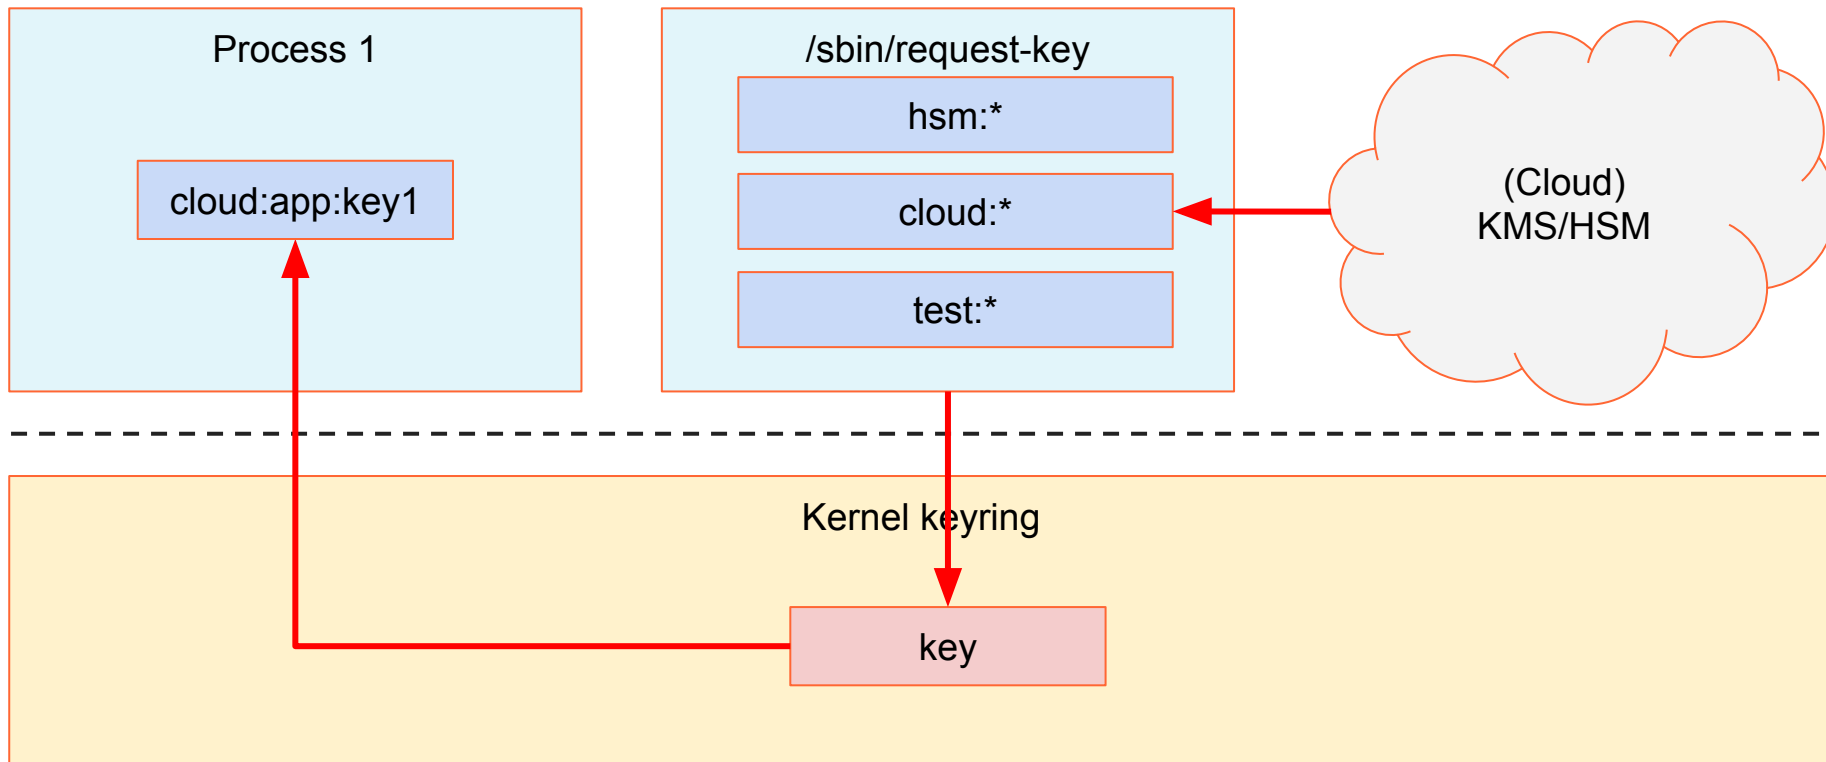 Process 1
cloud:app:key1
/sbin/request-key
hsm:*
cloud:*
test:*
(Cloud)
KMS/HSM
Kernel keyring
key